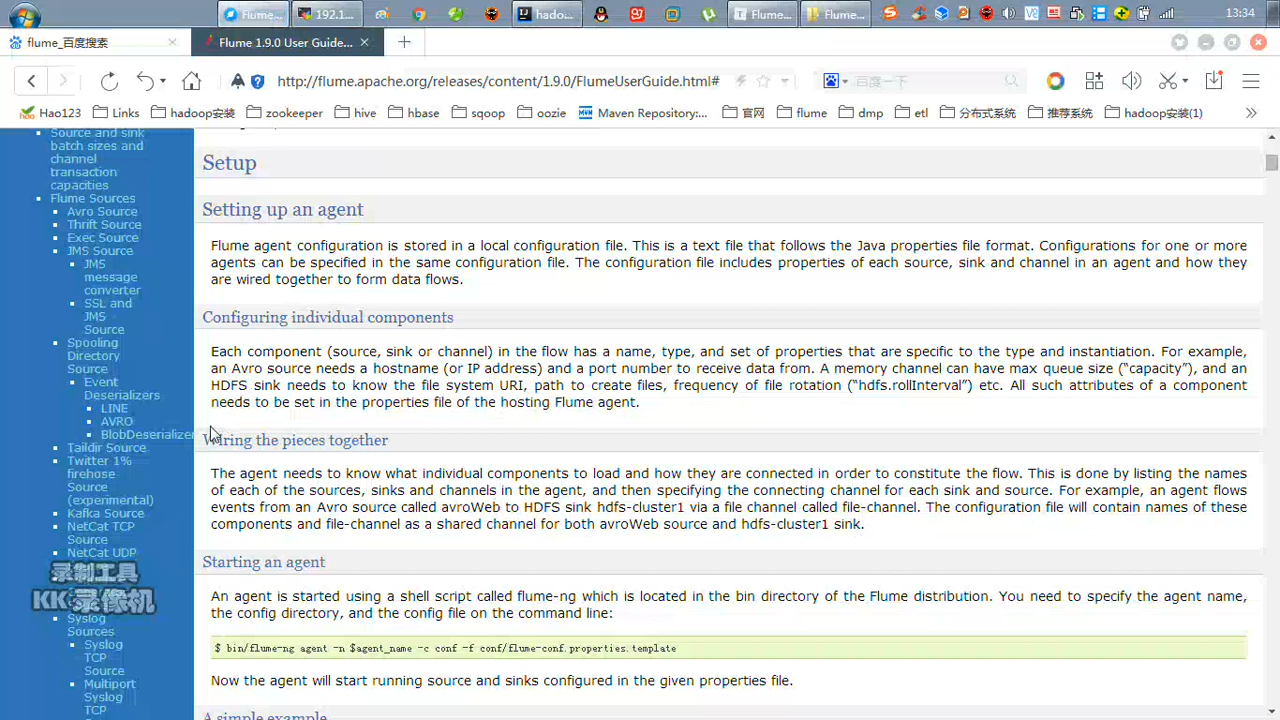 Flume...
192.1...
hado...
Flume...
Flume...
13:34
flume_百度搜索
Flume 1.9.0 User Guide...
http://flume.apache.org/releases/content/1.9.0/FlumeUserGuide.html#
百度一下
Hao123
Links
hadoop安装
zookeeper
hive
hbase
sqoop
oozie
Maven Repository:...
官网
flume
dmp
etl
分布式系统
推荐系统
hadoop安装(1)
Source and sink
batch sizes and
channel
transaction
capacities
Flume Sources
Avro Source
Thrift Source
Exec Source
JMS Source
JMS
message
converter
SSL and
JMS
Source
Spooling
Directory
Source
Event
Deserializers
LINE
AVRO
BlobDeserializer
Taildir Source
Twitter 1%
firehose
Source
(experimental)
Kafka Source
NetCat TCP
Source
NetCat UDP
录制工具
KK录像机
Syslog
Sources
Syslog
TCP
Source
Multiport
Syslog
TCP
Setup
Setting up an agent
Flume agent configuration is stored in a local configuration file. This is a text file that follows the Java properties file format. Configurations for one or more
agents can be specified in the same configuration file. The configuration file includes properties of each source, sink and channel in an agent and how they
are wired together to form data flows.
Configuring individual components
Each component (source, sink or channel) in the flow has a name, type, and set of properties that are specific to the type and instantiation. For example,
an Avro source needs a hostname (or IP address) and a port number to receive data from. A memory channel can have max queue size (“capacity”), and an
HDFS sink needs to know the file system URI, path to create files, frequency of file rotation (“hdfs.rollInterval”) etc. All such attributes of a component
needs to be set in the properties file of the hosting Flume agent.
Wiring the pieces together
The agent needs to know what individual components to load and how they are connected in order to constitute the flow. This is done by listing the names
of each of the sources, sinks and channels in the agent, and then specifying the connecting channel for each sink and source. For example, an agent flows
events from an Avro source called avroWeb to HDFS sink hdfs-cluster1 via a file channel called file-channel. The configuration file will contain names of these
components and file-channel as a shared channel for both avroWeb source and hdfs-cluster1 sink.
Starting an agent
An agent is started using a shell script called flume-ng which is located in the bin directory of the Flume distribution. You need to specify the agent name,
the config directory, and the config file on the command line:
$ bin/flume-ng agent -n $agent_name -c conf -f conf/flume-conf.properties.template
Now the agent will start running source and sinks configured in the given properties file.
A simple example